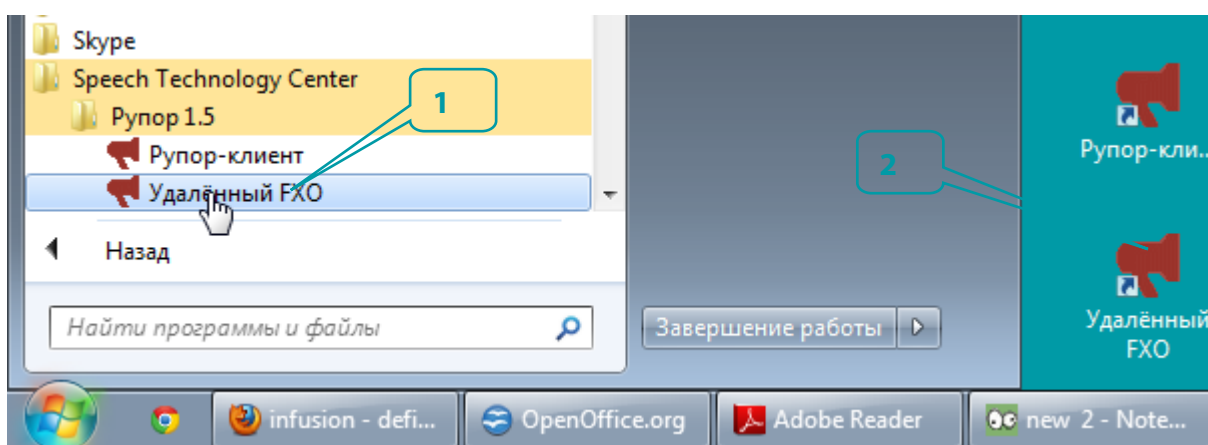 Skype
Speech Technology Center
Рупор 1.5
Рупор-клиент
Удалённый FXO
Назад
Найти программы и файлы
Завершение работы
1
2
Рупор-кли...
Удалённый
FXO
infusion - defi...
OpenOffice.org
Adobe Reader
new 2 - Note...